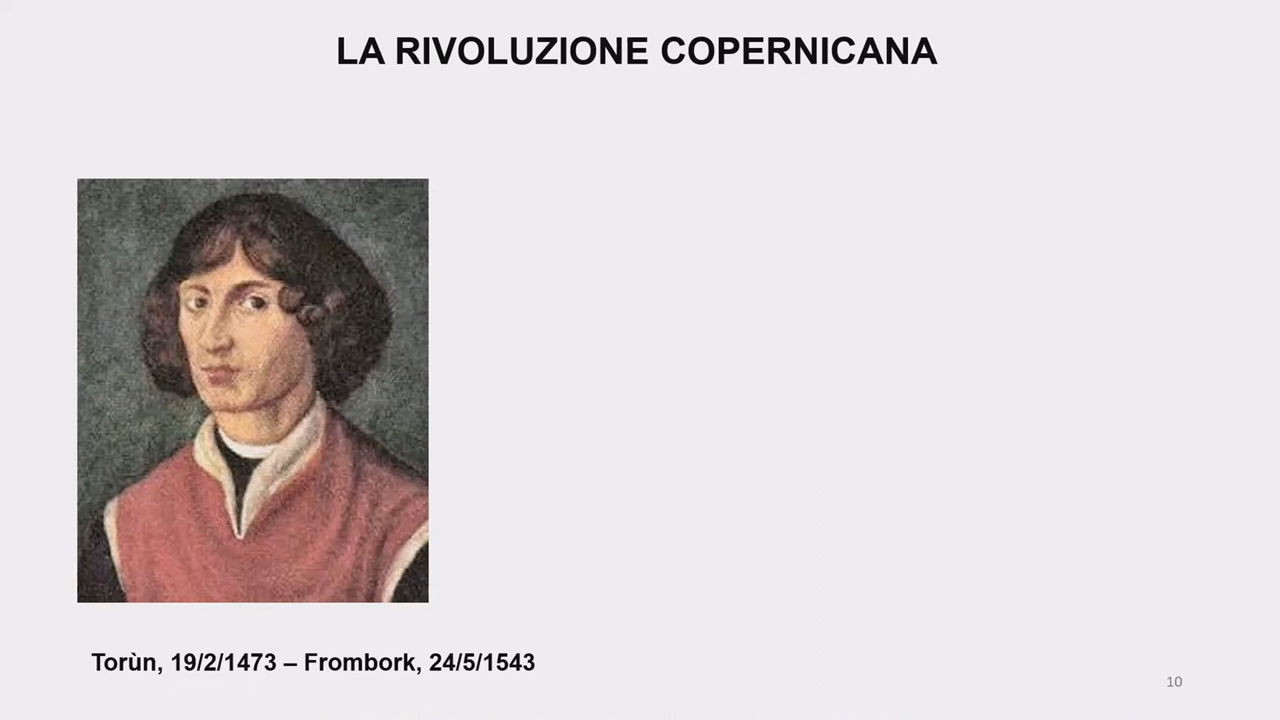 LA RIVOLUZIONE COPERNICANA
Torùn, 19/2/1473 – Frombork, 24/5/1543
10